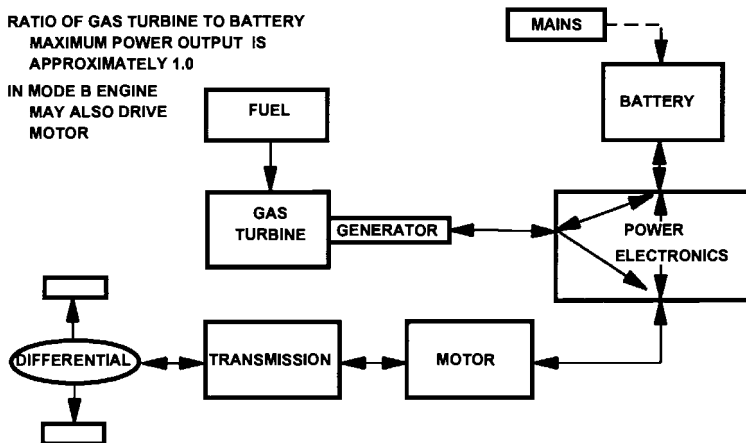 RATIO OF GAS TURBINE TO BATTERY
MAXIMUM POWER OUTPUT IS
APPROXIMATELY 1.0
IN MODE B ENGINE
MAY ALSO DRIVE
MOTOR
MAINS
BATTERY
FUEL
GAS
TURBINE
GENERATOR
POWER
ELECTRONICS
DIFFERENTIAL
TRANSMISSION
MOTOR